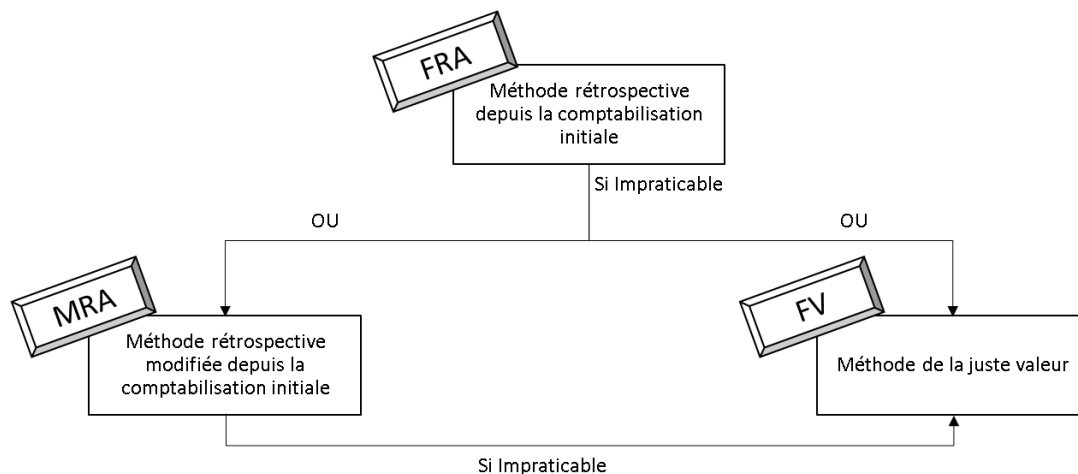 FRA
Méthode rétrospective
depuis la comptabilisation
initiale
Si Impraticable
OU
OU
MRA
Méthode rétrospective
modifiée depuis la
comptabilisation initiale
FV
Méthode de la juste valeur
Si Impraticable